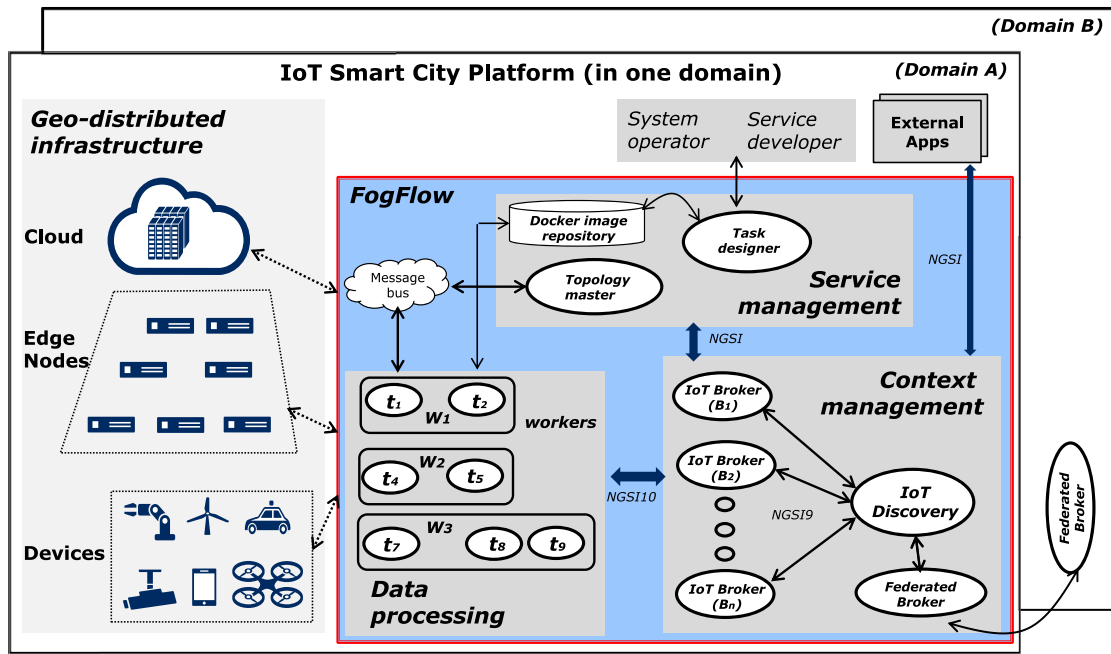 (Domain B)
IoT Smart City Platform (in one domain)
(Domain A)
Geo-distributed
infrastructure
System
operator
Service
developer
External
Apps
FogFlow
Cloud
Docker image
repository
Task
designer
NGSI
Message
bus
Topology
master
Service
management
Edge
Nodes
NGSI
Context
management
t1
t2
W1
workers
IoT Broker
(B1)
W2
t4
t5
IoT Broker
(B2)
NGSI10
NGSI9
IoT
Discovery
Federated
Broker
Devices
W3
t7
t8
t9
Data
processing
IoT Broker
(Bn)
Federated
Broker